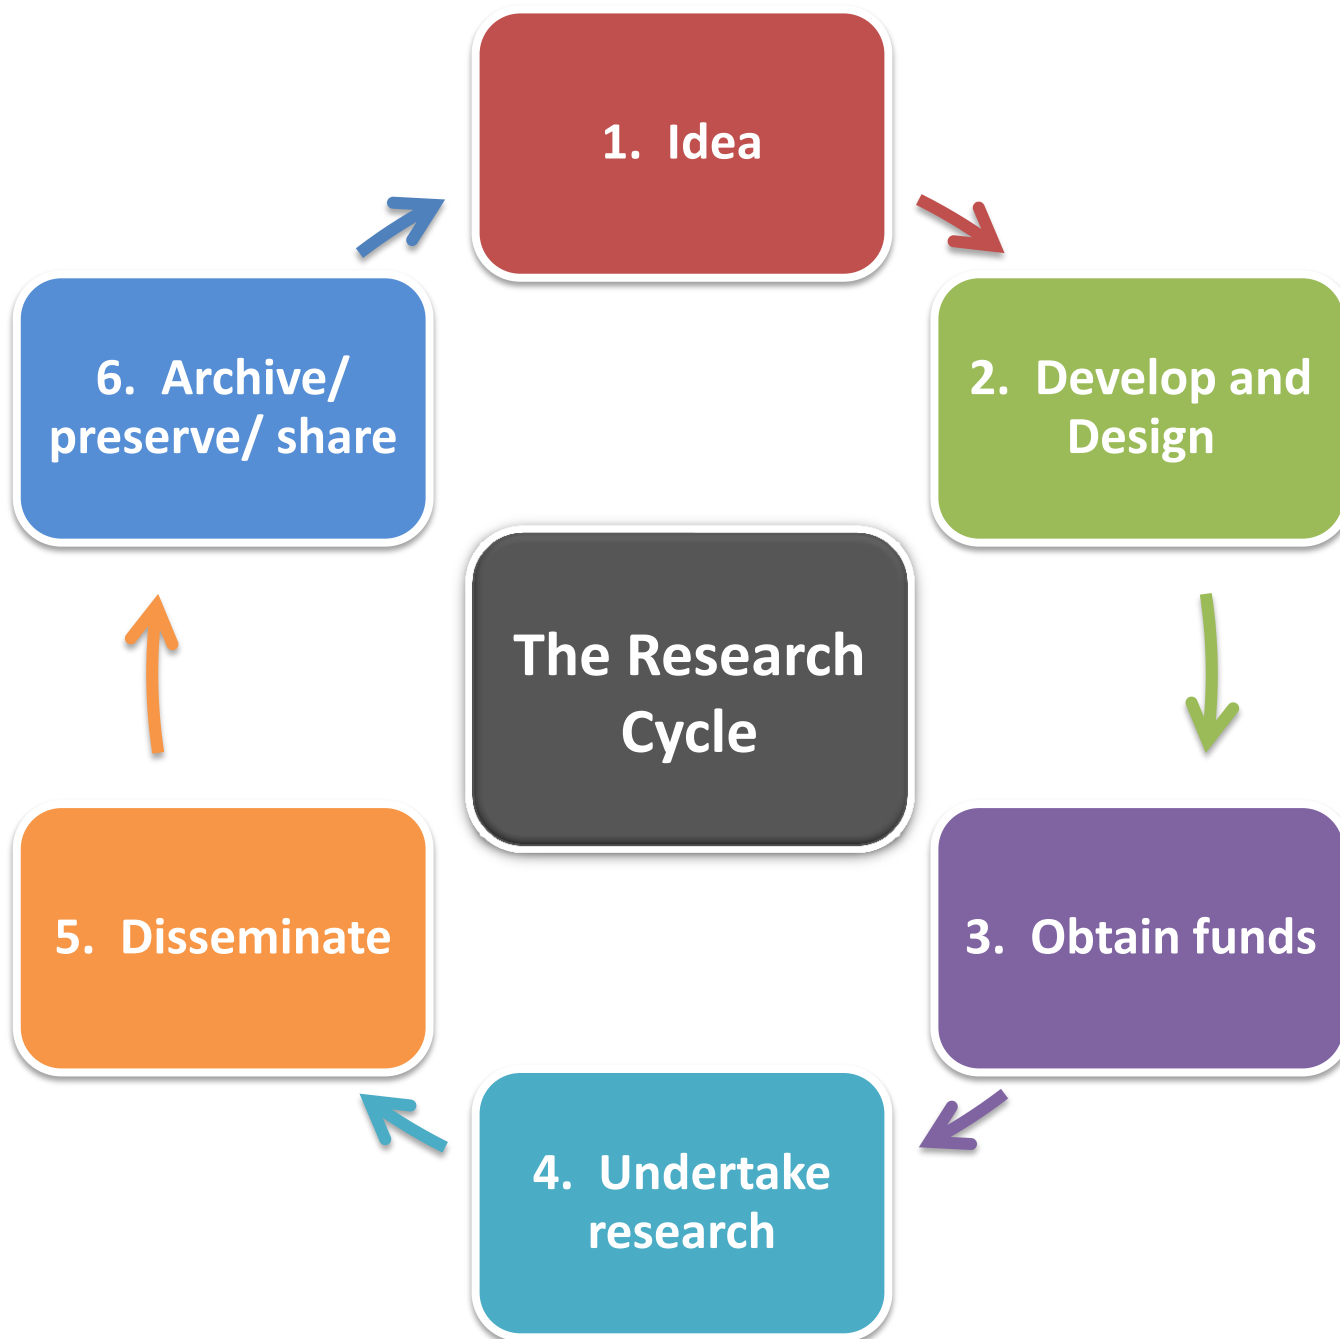 1. Idea
2. Develop and
Design
3. Obtain funds
4. Undertake
research
5. Disseminate
6. Archive/
preserve/ share
The Research
Cycle